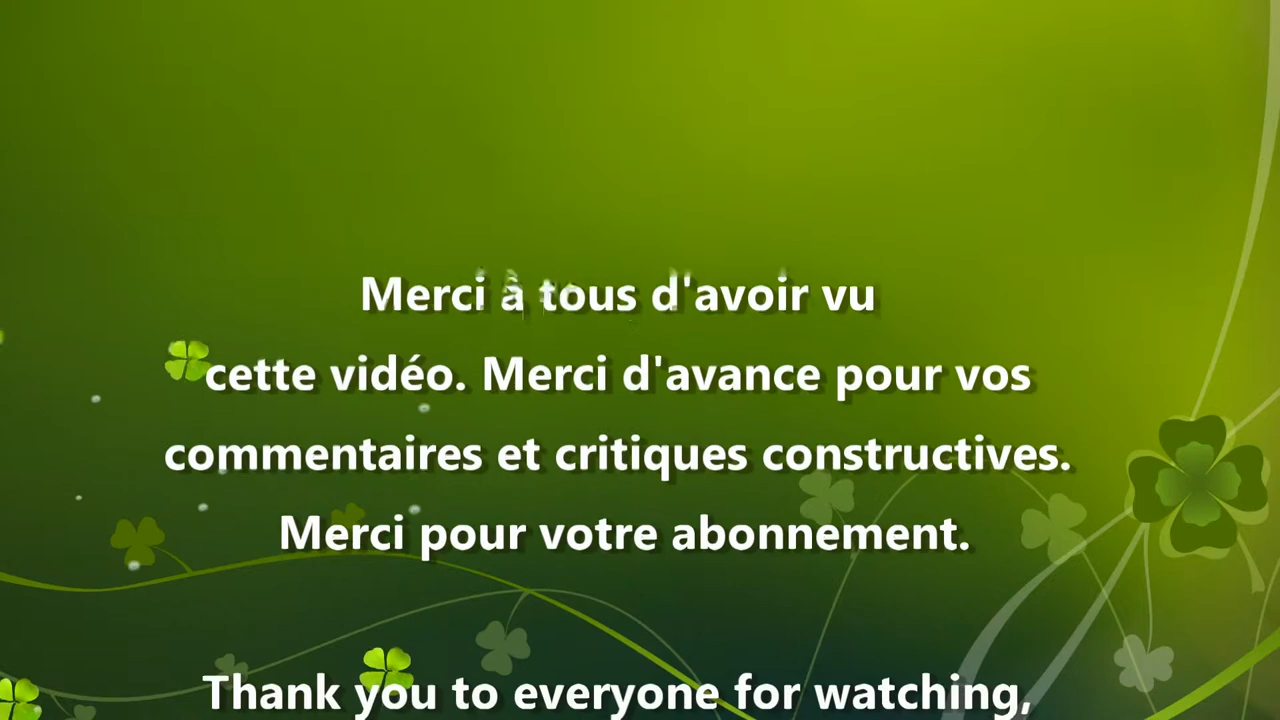 Merci à tous d'avoir vu
cette vidéo. Merci d'avance pour vos
commentaires et critiques constructives.
Merci pour votre abonnement.
Thank you to everyone for watching,